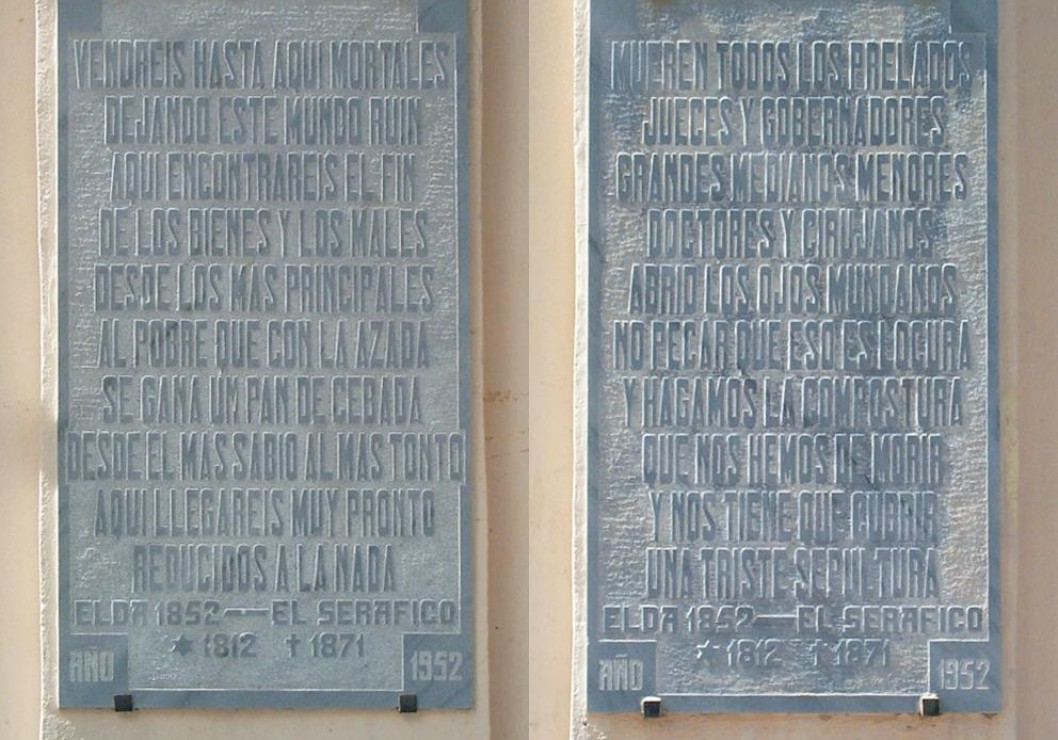 VENDREIS HASTA AQUI MORTALES
DEJANDO ESTE MUNDO RUIN
AQUI ENCONTRAREIS EL FIN
DE LOS BIENES Y LOS MALES
DESDE LOS MAS PRINCIPALES
AL POBRE QUE CON LA AZADA
SE GANA UN PAN DE CEBADA
DESDE EL MAS SABIO AL MAS TONTO
AQUI LLEGAREIS MUY PRONTO
REDUCIDOS A LA NADA
ELDA 1852—EL SERAFICO
★ 1812 † 1871
AÑO 1952
MUEREN TODOS LOS PRELADOS
JUECES Y GOBERNADORES
GRANDES MEDIANOS MENORES
DOCTORES Y CIRUJANOS
ABRID LOS OJOS MUNDANOS
NO PECAR QUE ESO ES LOCURA
Y HAGAMOS LA COMPOSTURA
QUE NOS HEMOS DE MORIR
Y NOS TIENE QUE CUBRIR
UNA TRISTE SEPULTURA
ELDA 1852—EL SERAFICO
★ 1812 † 1871
AÑO 1952